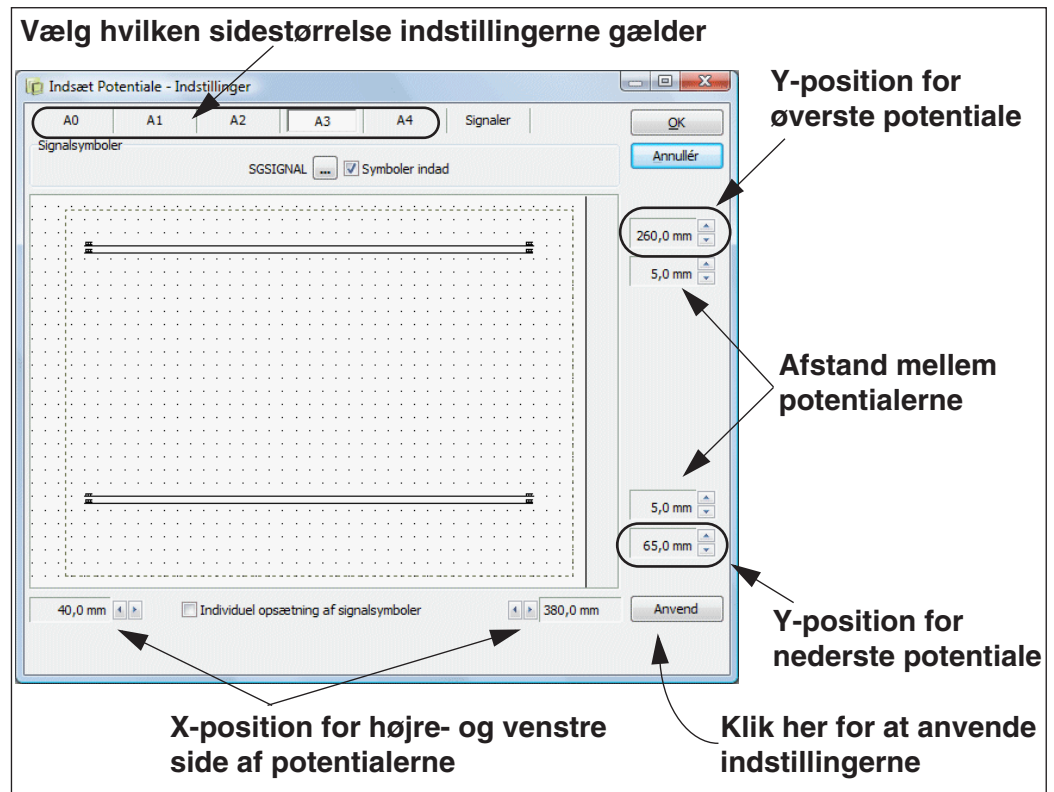 Vælg hvilken sidestørrelse indstillingerne gælder
Indsæt Potentiale - Indstillinger
A0 A1 A2 A3 A4 Signaler
OK
Annullér
Signalsymboler
SGSIGNAL ... Symboler indad
Y-position for
øverste potentiale
260,0 mm
5,0 mm
Afstand mellem
potentialerne
5,0 mm
65,0 mm
40,0 mm Individuel opsætning af signalsymboler 380,0 mm Anvend
Y-position for
nederste potentiale
X-position for højre- og venstre
side af potentialerne
Klik her for at anvende
indstillingerne